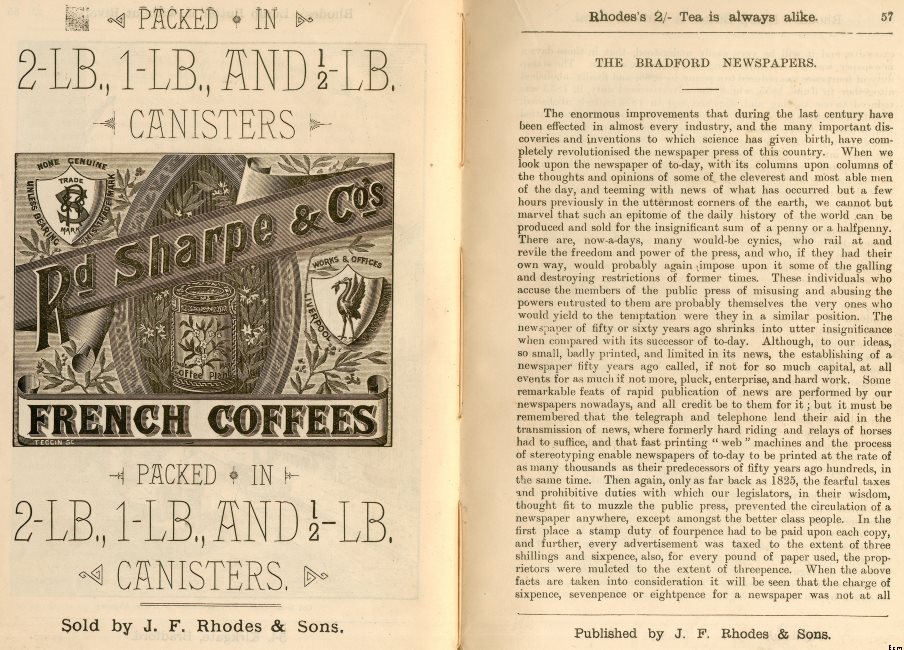 PACKED IN
2-LB., 1-LB., AND ½-LB.
CANISTERS
NONE GENUINE
UNLESS BEARING
THIS TRADE MARK
TRADE
MARK
Rd Sharpe & Co's
WORKS & OFFICES
LIVERPOOL
Coffee Plant
FRENCH COFFEES
PACKED IN
2-LB., 1-LB., AND ½-LB.
CANISTERS.
Sold by J. F. Rhodes & Sons.
Rhodes's 2/- Tea is always alike. 57
THE BRADFORD NEWSPAPERS.
The enormous improvements that during the last century have
been effected in almost every industry, and the many important dis-
coveries and inventions to which science has given birth, have com-
pletely revolutionised the newspaper press of this country. When we
look upon the newspaper of to-day, with its columns upon columns of
the thoughts and opinions of some of the cleverest and most able men
of the day, and teeming with news of what has occurred but a few
hours previously in the uttermost corners of the earth, we cannot but
marvel that such an epitome of the daily history of the world can be
produced and sold for the insignificant sum of a penny or a halfpenny.
There are, now-a-days, many would-be cynics, who rail at and
revile the freedom and power of the press, and who, if they had their
own way, would probably again impose upon it some of the galling
and destroying restrictions of former times. These individuals who
accuse the members of the public press of misusing and abusing the
powers entrusted to them are probably themselves the very ones who
would yield to the temptation were they in a similar position. The
newspaper of fifty or sixty years ago shrinks into utter insignificance
when compared with its successor of to-day. Although, to our ideas,
so small, badly printed, and limited in its news, the establishing of a
newspaper fifty years ago called, if not for so much capital, at all
events for as much if not more, pluck, enterprise, and hard work. Some
remarkable feats of rapid publication of news are performed by our
newspapers nowadays, and all credit be to them for it; but it must be
remembered that the telegraph and telephone lend their aid in the
transmission of news, where formerly hard riding and relays of horses
had to suffice, and that fast printing "web" machines and the process
of stereotyping enable newspapers of to-day to be printed at the rate of
as many thousands as their predecessors of fifty years ago hundreds, in
the same time. Then again, only as far back as 1825, the fearful taxes
and prohibitive duties with which our legislators, in their wisdom,
thought fit to muzzle the public press, prevented the circulation of a
newspaper anywhere, except amongst the better class people. In the
first place a stamp duty of fourpence had to be paid upon each copy,
and further, every advertisement was taxed to the extent of three
shillings and sixpence, also, for every pound of paper used, the prop-
rietors were mulcted to the extent of threepence. When the above
facts are taken into consideration it will be seen that the charge of
sixpence, sevenpence or eightpence for a newspaper was not at all
Published by J. F. Rhodes & Sons.